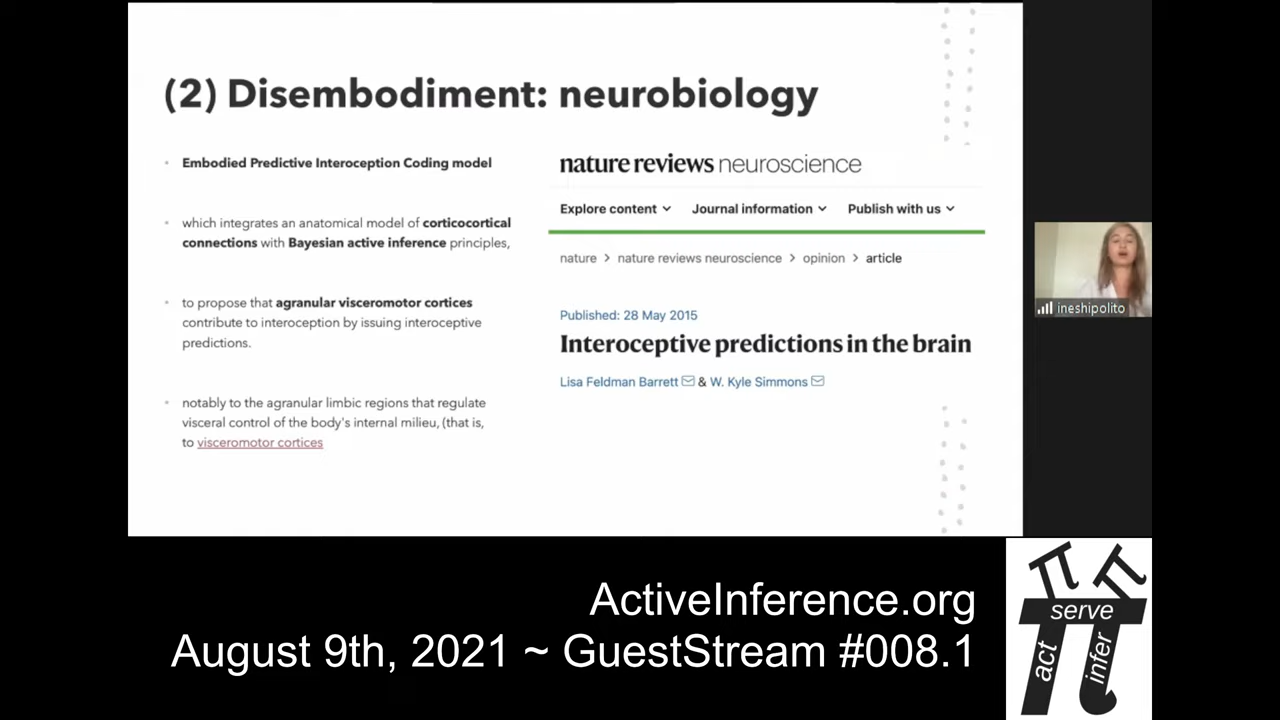 (2) Disembodiment: neurobiology
Embodied Predictive Interoception Coding model
which integrates an anatomical model of corticocortical
connections with Bayesian active inference principles,
to propose that agranular visceromotor cortices
contribute to interoception by issuing interoceptive
predictions.
notably to the agranular limbic regions that regulate
visceral control of the body's internal milieu, (that is,
to visceromotor cortices
nature reviews neuroscience
Explore content Journal information Publish with us
nature > nature reviews neuroscience > opinion > article
Published: 28 May 2015
Interoceptive predictions in the brain
Lisa Feldman Barrett & W. Kyle Simmons
ineshipolito
ActiveInference.org
August 9th, 2021 ~ GuestStream #008.1
serve
act
infer